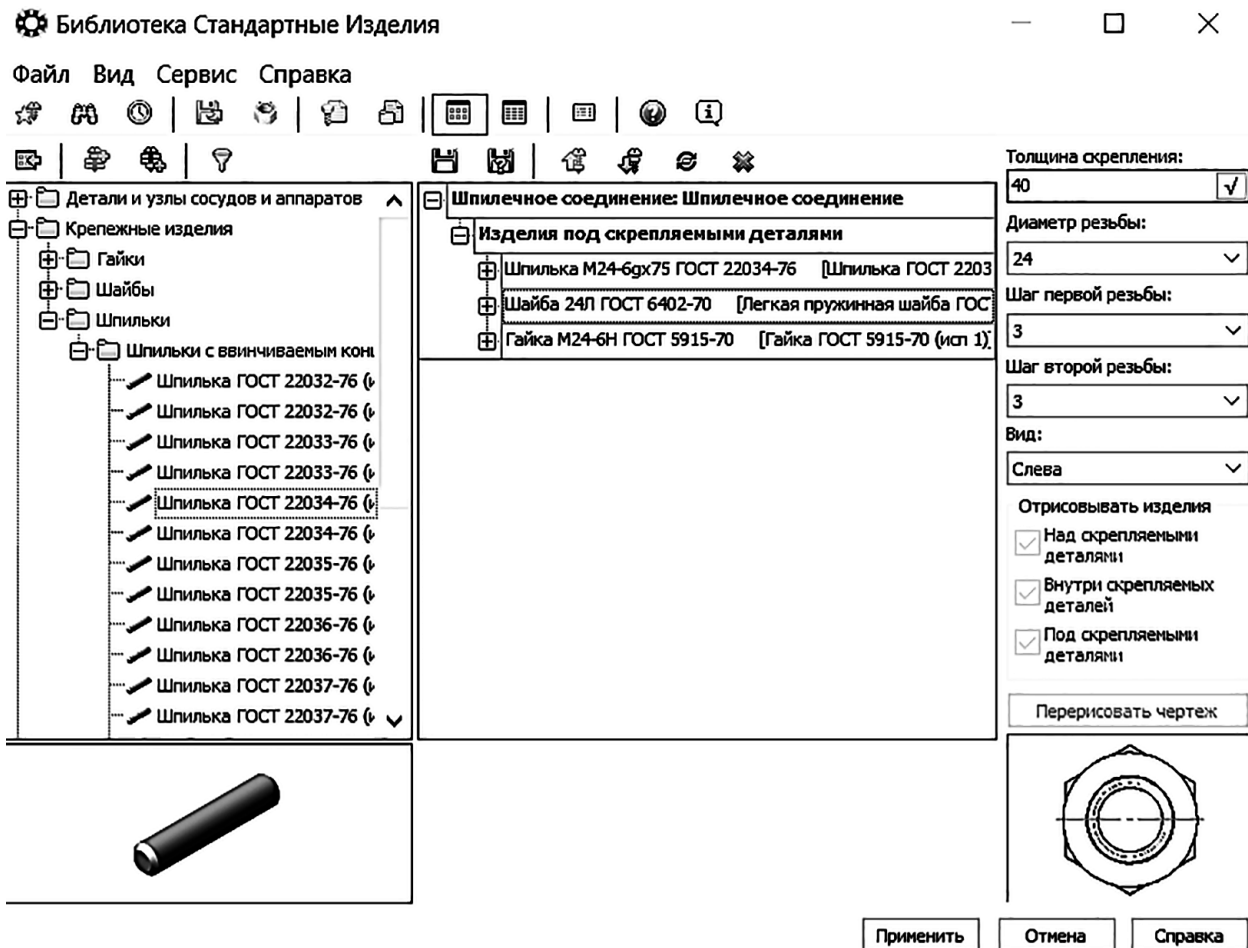 Библиотека Стандартные Изделия
Файл Вид Сервис Справка
Детали и узлы сосудов и аппаратов
Крепежные изделия
Гайки
Шайбы
Шпильки
Шпильки с ввинчиваемым конц
Шпилька ГОСТ 22032-76 (и
Шпилька ГОСТ 22032-76 (и
Шпилька ГОСТ 22033-76 (и
Шпилька ГОСТ 22033-76 (и
Шпилька ГОСТ 22034-76 (и
Шпилька ГОСТ 22034-76 (и
Шпилька ГОСТ 22035-76 (и
Шпилька ГОСТ 22035-76 (и
Шпилька ГОСТ 22036-76 (и
Шпилька ГОСТ 22036-76 (и
Шпилька ГОСТ 22037-76 (и
Шпилька ГОСТ 22037-76 (и
Шпилечное соединение: Шпилечное соединение
Изделия под скрепляемыми деталями
Шпилька М24-6gx75 ГОСТ 22034-76 [Шпилька ГОСТ 2203
Шайба 24Л ГОСТ 6402-70 [Легкая пружинная шайба ГОС
Гайка М24-6Н ГОСТ 5915-70 [Гайка ГОСТ 5915-70 (исп 1)]
Толщина скрепления:
40
Диаметр резьбы:
24
Шаг первой резьбы:
3
Шаг второй резьбы:
3
Вид:
Слева
Отрисовывать изделия
Над скрепляемыми
деталями
Внутри скрепляемых
деталей
Под скрепляемыми
деталями
Перерисовать чертеж
Применить Отмена Справка